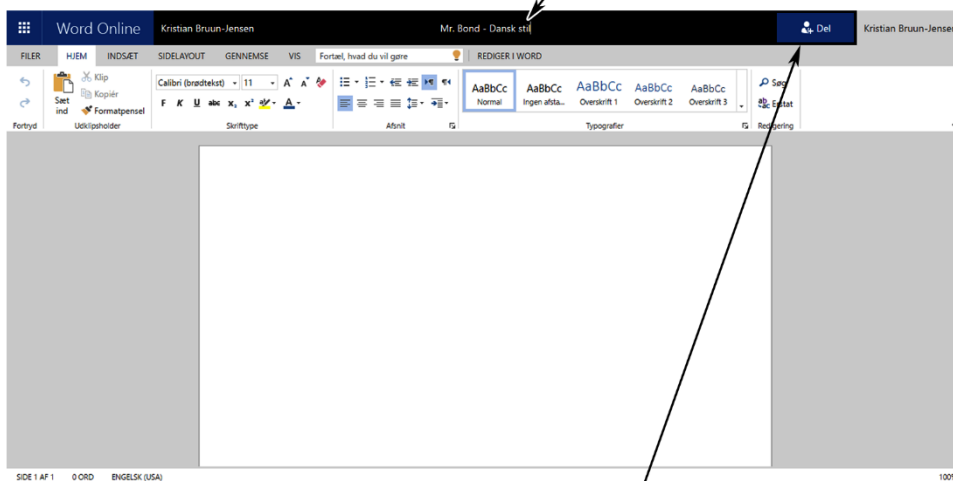 Word Online Kristian Bruun-Jensen Mr. Bond - Dansk stil Del Kristian Bruun-Jensen
FILER HJEM INDSÆT SIDELAYOUT GENNEMSE VIS Fortæl, hvad du vil gøre REDIGER I WORD
Sæt ind
Klip
Kopiér
Formatpensel
Calibri (brødtekst) 11
F K U abc x₂ x² A
AaBbCc AaBbCc AaBbCc AaBbCc AaBbCc
Normal Ingen afsta... Overskrift 1 Overskrift 2 Overskrift 3
Søg
Erstat
Fortryd Udklipsholder Skrifttype Afsnit Typografier Redigering
SIDE 1 AF 1 0 ORD ENGELSK (USA) 100%